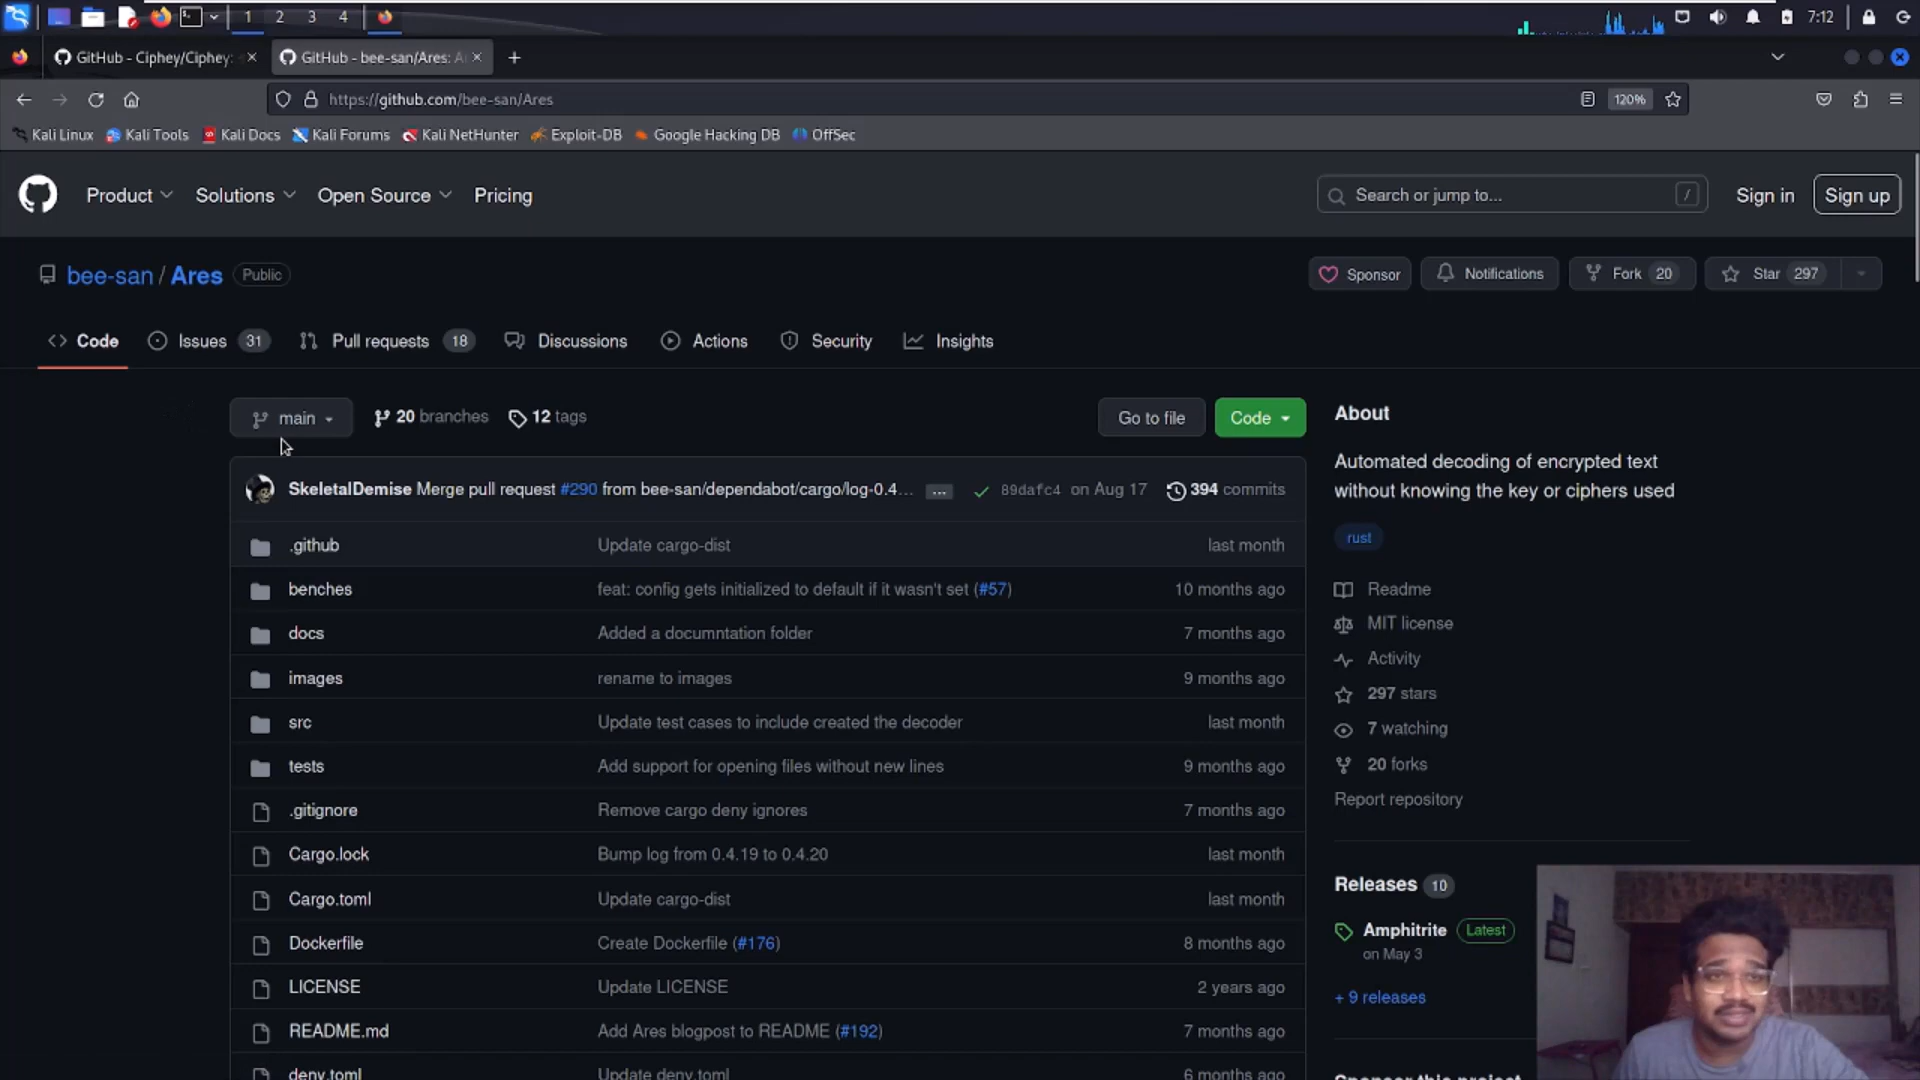 1 2 3 4 7:12
GitHub - Ciphey/Ciphey:
GitHub - bee-san/Ares: A
https://github.com/bee-san/Ares 120%
Kali Linux Kali Tools Kali Docs Kali Forums Kali NetHunter Exploit-DB Google Hacking DB OffSec
Product Solutions Open Source Pricing Search or jump to... / Sign in Sign up
bee-san / Ares Public Sponsor Notifications Fork 20 Star 297
Code Issues 31 Pull requests 18 Discussions Actions Security Insights
main 20 branches 12 tags Go to file Code
SkeletalDemise Merge pull request #290 from bee-san/dependabot/cargo/log-0.4… ... 89dafc4 on Aug 17 394 commits
.github Update cargo-dist last month
benches feat: config gets initialized to default if it wasn't set (#57) 10 months ago
docs Added a documntation folder 7 months ago
images rename to images 9 months ago
src Update test cases to include created the decoder last month
tests Add support for opening files without new lines 9 months ago
.gitignore Remove cargo deny ignores 7 months ago
Cargo.lock Bump log from 0.4.19 to 0.4.20 last month
Cargo.toml Update cargo-dist last month
Dockerfile Create Dockerfile (#176) 8 months ago
LICENSE Update LICENSE 2 years ago
README.md Add Ares blogpost to README (#192) 7 months ago
deny.toml Update deny.toml 6 months ago
About
Automated decoding of encrypted text
without knowing the key or ciphers used
rust
Readme
MIT license
Activity
297 stars
7 watching
20 forks
Report repository
Releases 10
Amphitrite Latest
on May 3
+ 9 releases
Sponsor this project